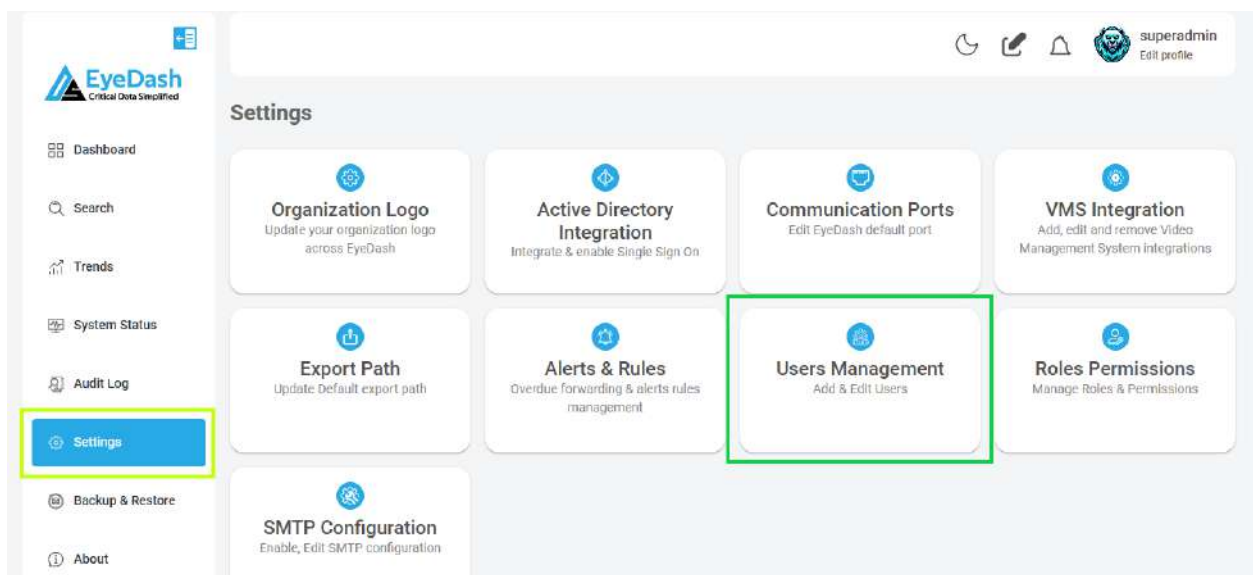 superadmin
Edit profile
EyeDash
Critical Data Simplified
Dashboard
Search
Trends
System Status
Audit Log
Settings
Backup & Restore
About
Settings
Organization Logo
Update your organization logo
across EyeDash
Active Directory
Integration
Integrate & enable Single Sign On
Communication Ports
Edit EyeDash default port
VMS Integration
Add, edit and remove Video
Management System integrations
Export Path
Update Default export path
Alerts & Rules
Overdue forwarding & alerts rules
management
Users Management
Add & Edit Users
Roles Permissions
Manage Roles & Permissions
SMTP Configuration
Enable, Edit SMTP configuration